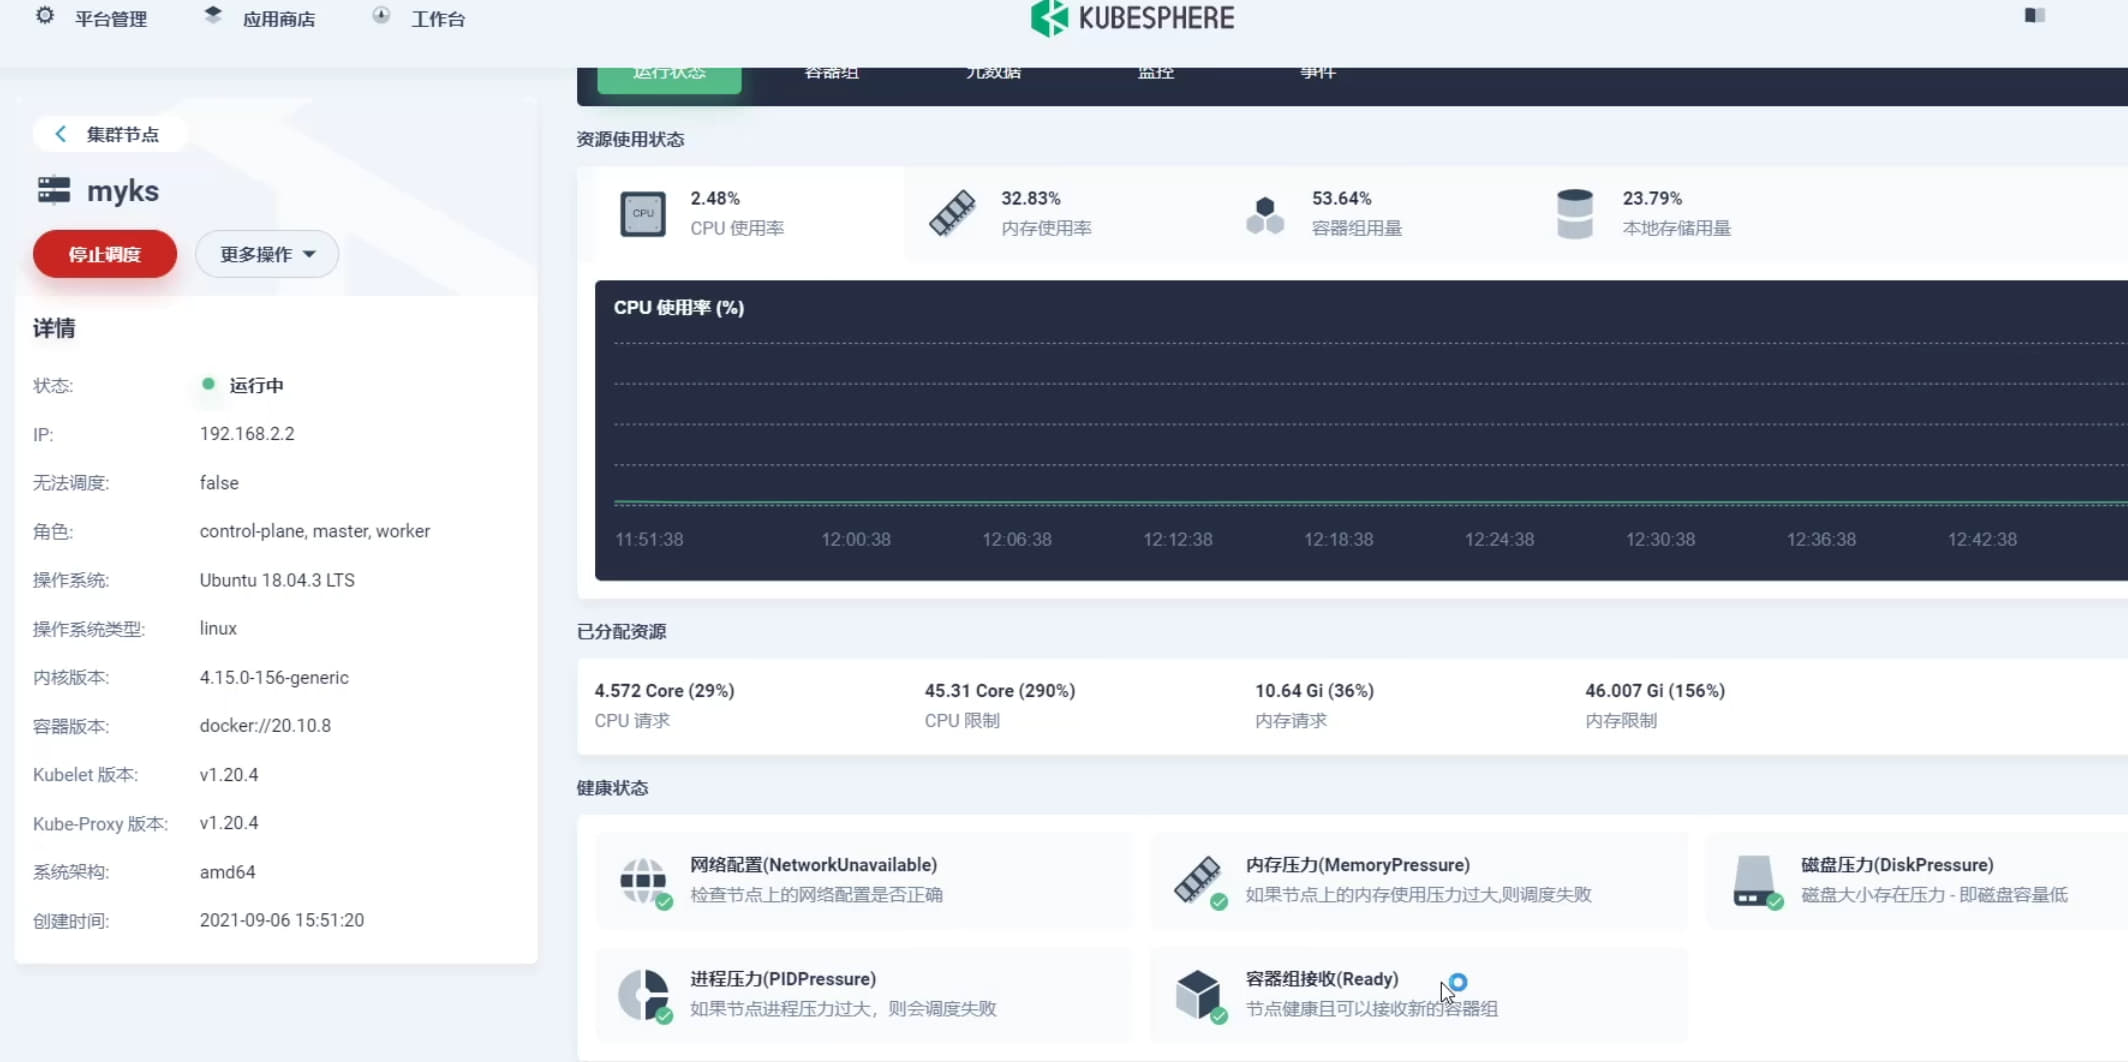 平台管理
应用商店
工作台
KUBESPHERE
运行状态
容器组
元数据
监控
事件
集群节点
myks
停止调度
更多操作
详情
状态: 运行中
IP: 192.168.2.2
无法调度: false
角色: control-plane, master, worker
操作系统: Ubuntu 18.04.3 LTS
操作系统类型: linux
内核版本: 4.15.0-156-generic
容器版本: docker://20.10.8
Kubelet 版本: v1.20.4
Kube-Proxy 版本: v1.20.4
系统架构: amd64
创建时间: 2021-09-06 15:51:20
资源使用状态
CPU
2.48%
CPU 使用率
32.83%
内存使用率
53.64%
容器组用量
23.79%
本地存储用量
CPU 使用率 (%)
11:51:38 12:00:38 12:06:38 12:12:38 12:18:38 12:24:38 12:30:38 12:36:38 12:42:38
已分配资源
4.572 Core (29%)
CPU 请求
45.31 Core (290%)
CPU 限制
10.64 Gi (36%)
内存请求
46.007 Gi (156%)
内存限制
健康状态
网络配置(NetworkUnavailable)
检查节点上的网络配置是否正确
内存压力(MemoryPressure)
如果节点上的内存使用压力过大,则调度失败
磁盘压力(DiskPressure)
磁盘大小存在压力 - 即磁盘容量低
进程压力(PIDPressure)
如果节点进程压力过大，则会调度失败
容器组接收(Ready)
节点健康且可以接收新的容器组